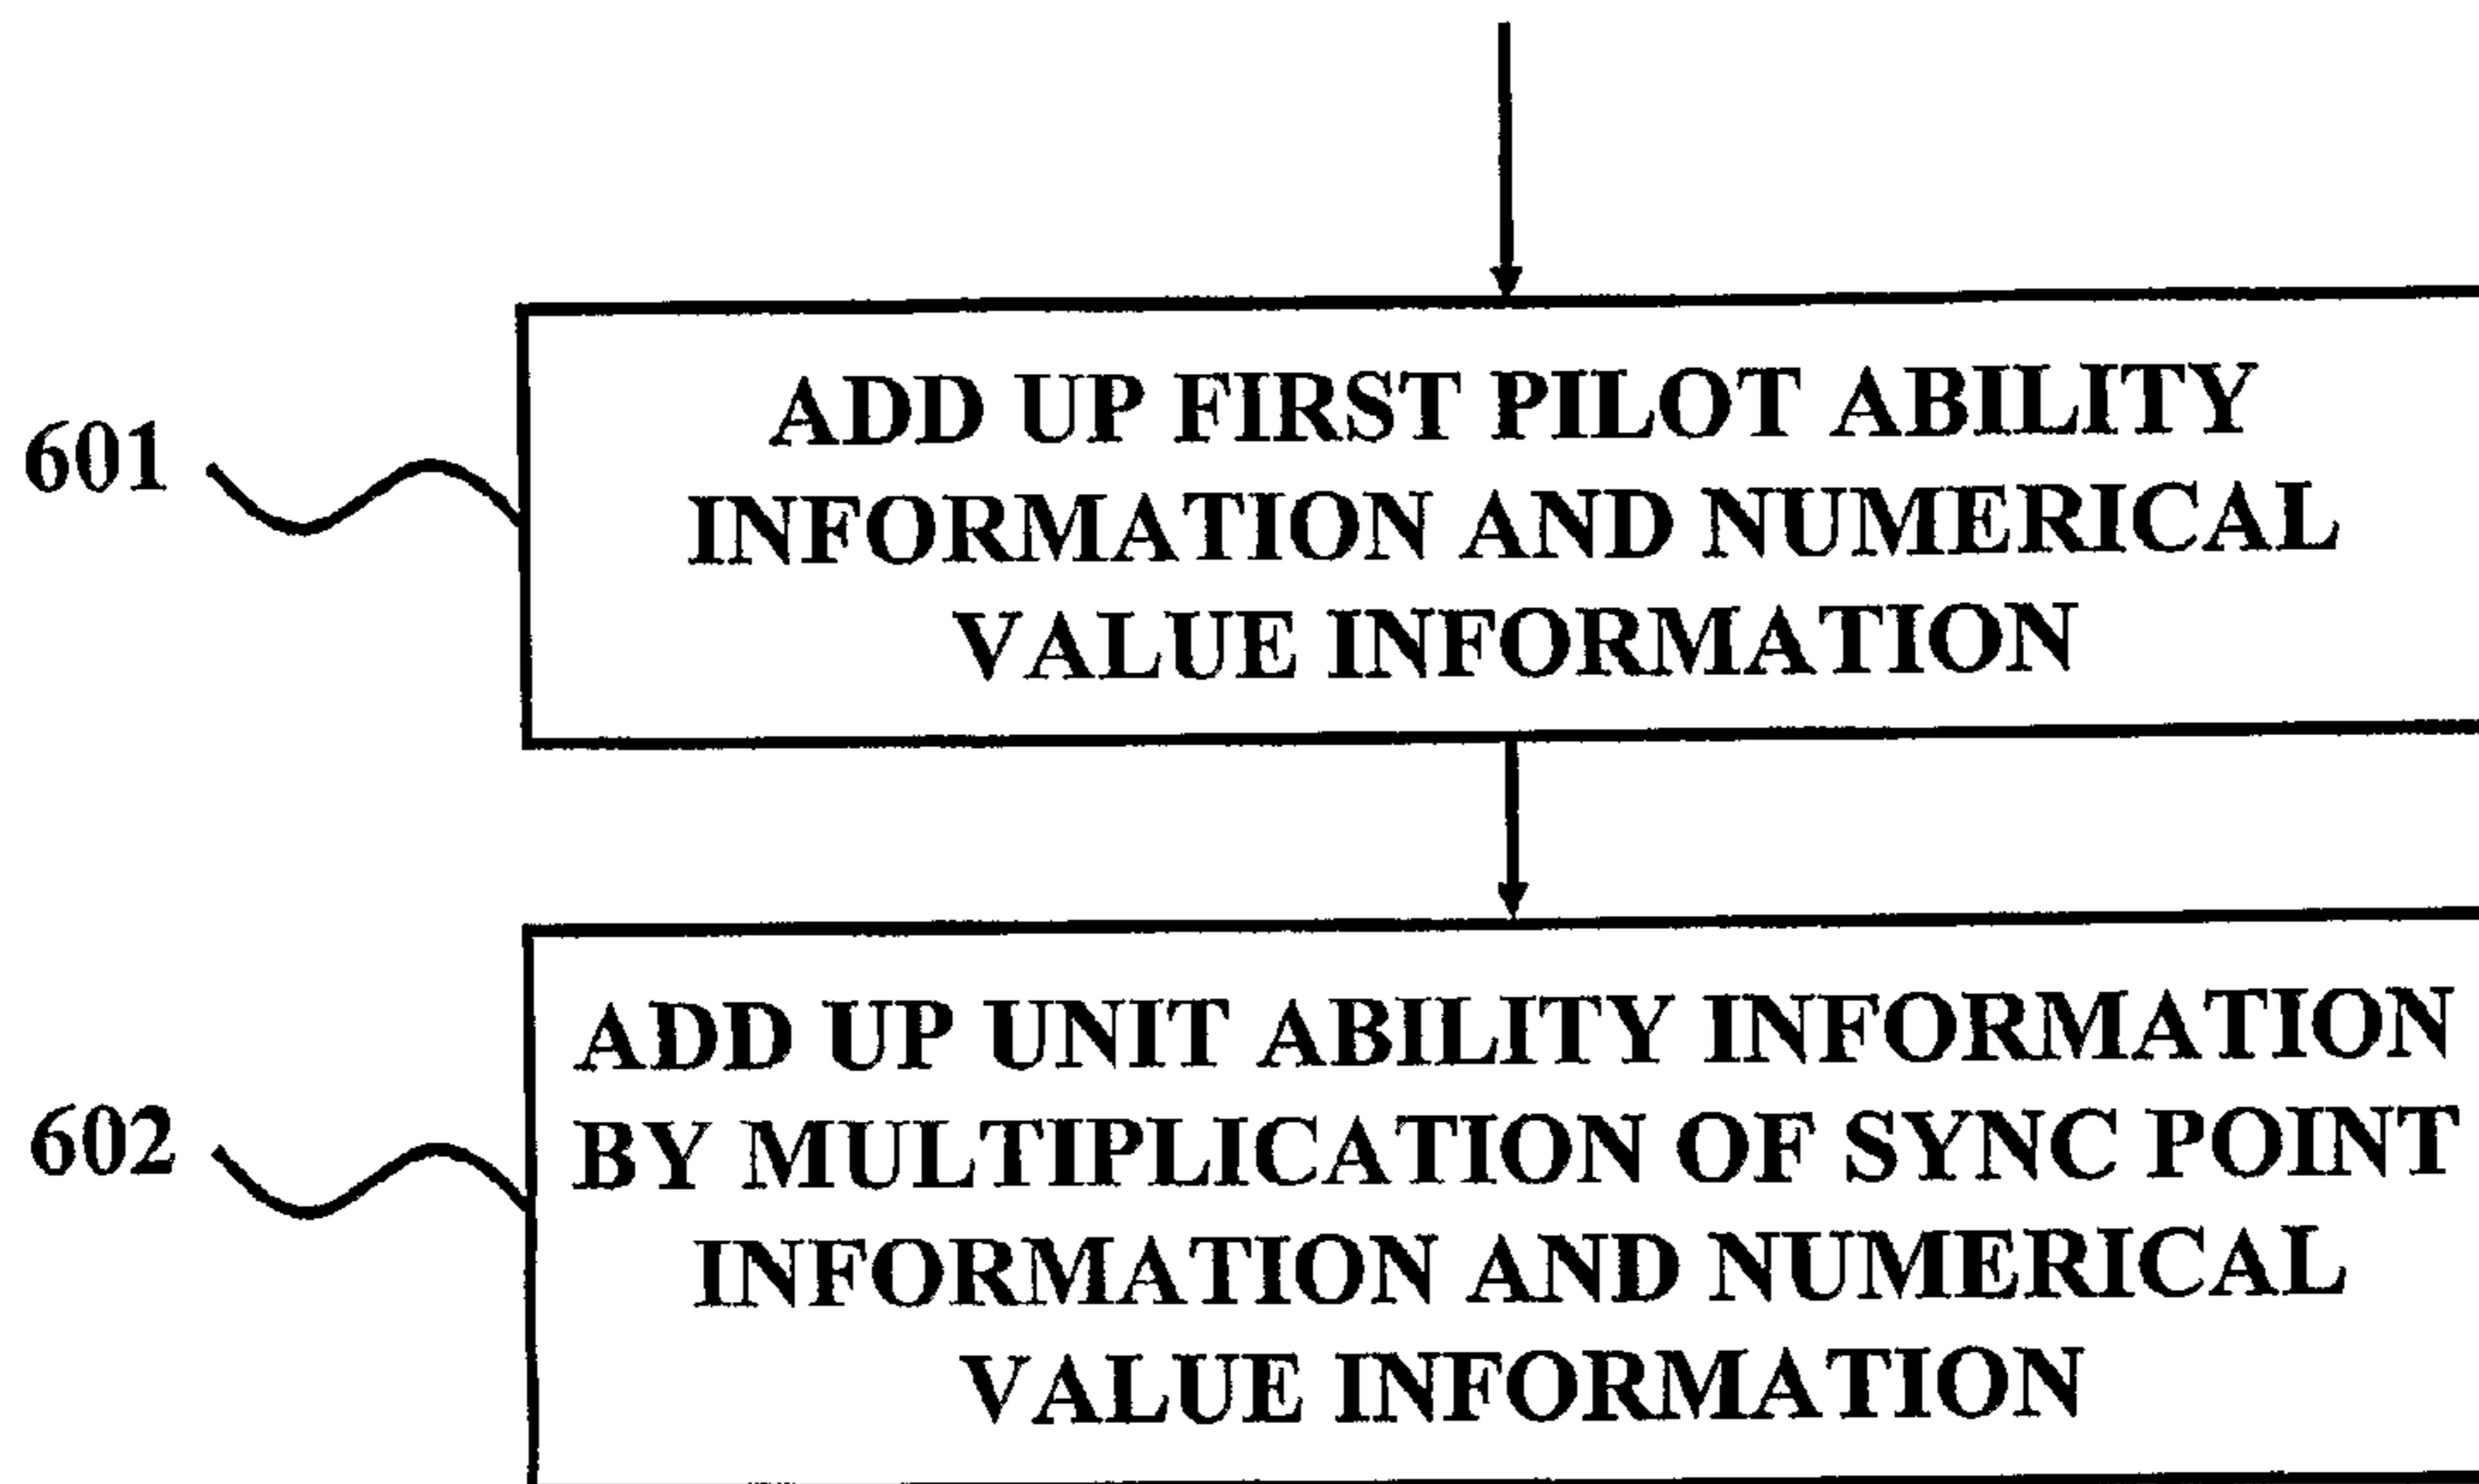 601
ADD UP FIRST PILOT ABILITY
INFORMATION AND NUMERICAL
VALUE INFORMATION
602
ADD UP UNIT ABILITY INFORMATION
BY MULTIPLICATION OF SYNC POINT
INFORMATION AND NUMERICAL
VALUE INFORMATION